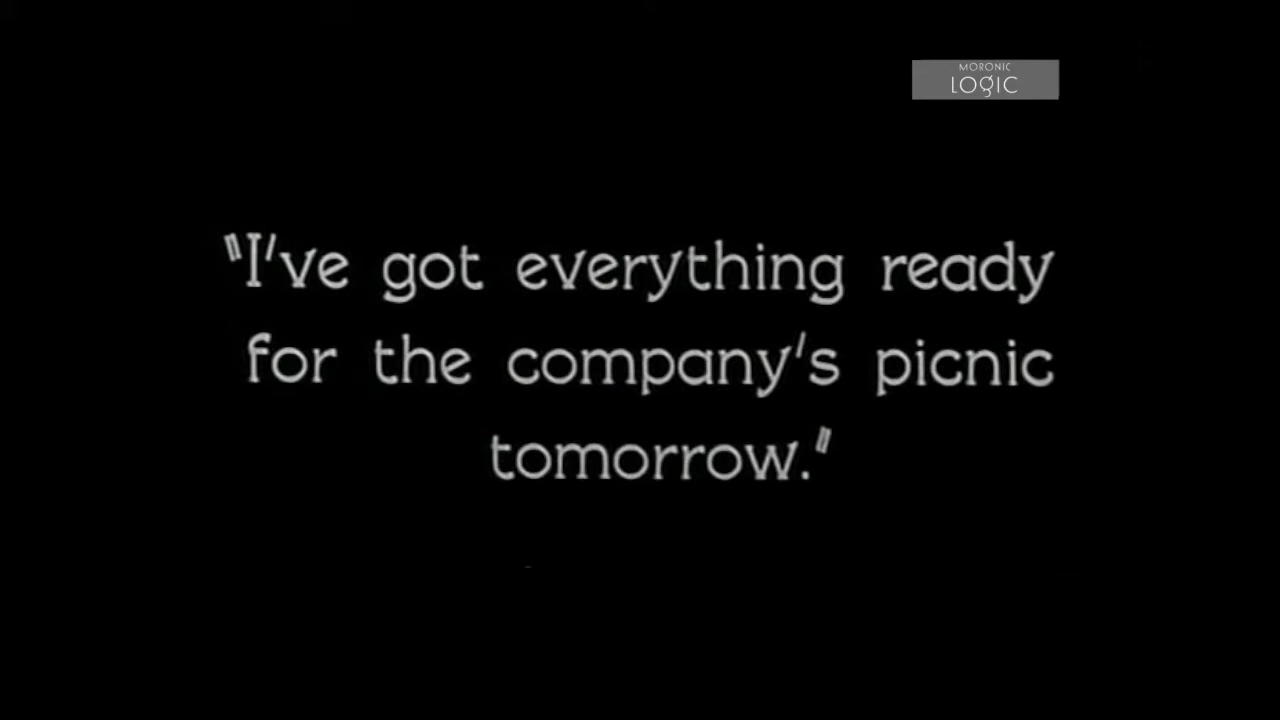 MORONIC
LOGIC
"I've got everything ready
for the company's picnic
tomorrow."